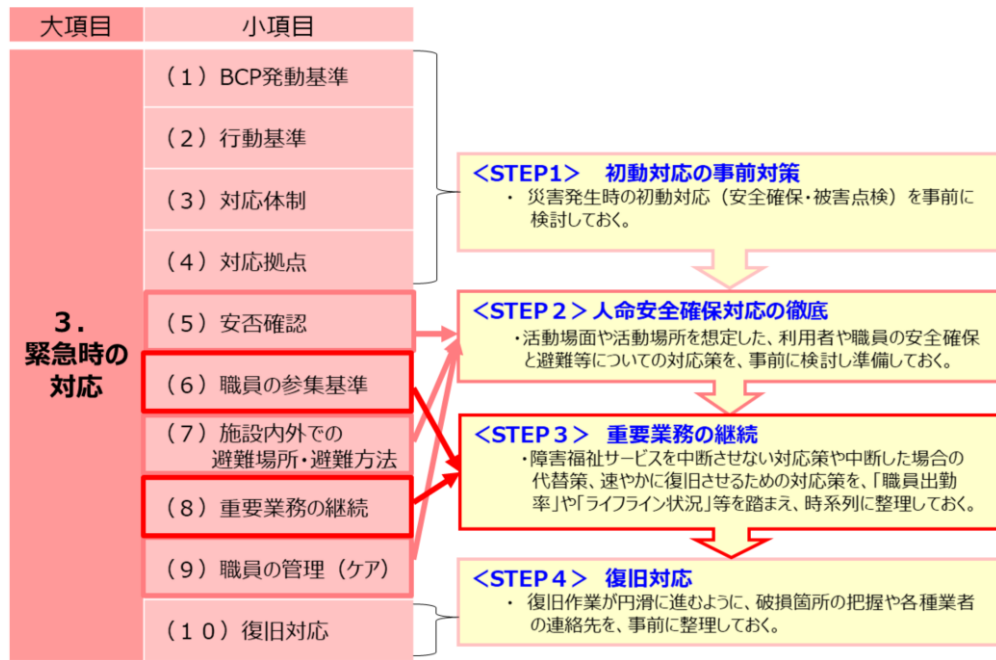 大項目
小項目
3.
緊急時の
対応
(1)BCP発動基準
(2)行動基準
(3)対応体制
(4)対応拠点
(5)安否確認
(6)職員の参集基準
(7)施設内外での
避難場所・避難方法
(8)重要業務の継続
(9)職員の管理(ケア)
(10)復旧対応
<STEP1> 初動対応の事前対策
・ 災害発生時の初動対応(安全確保・被害点検)を事前に
検討しておく。
<STEP2>人命安全確保対応の徹底
・活動場面や活動場所を想定した、利用者や職員の安全確保
と避難等についての対応策を、事前に検討し準備しておく。
<STEP3> 重要業務の継続
・障害福祉サービスを中断させない対応策や中断した場合の
代替策、速やかに復旧させるための対応策を、「職員出勤
率」や「ライフライン状況」等を踏まえ、時系列に整理しておく。
<STEP4> 復旧対応
・ 復旧作業が円滑に進むように、破損箇所の把握や各種業者
の連絡先を、事前に整理しておく。